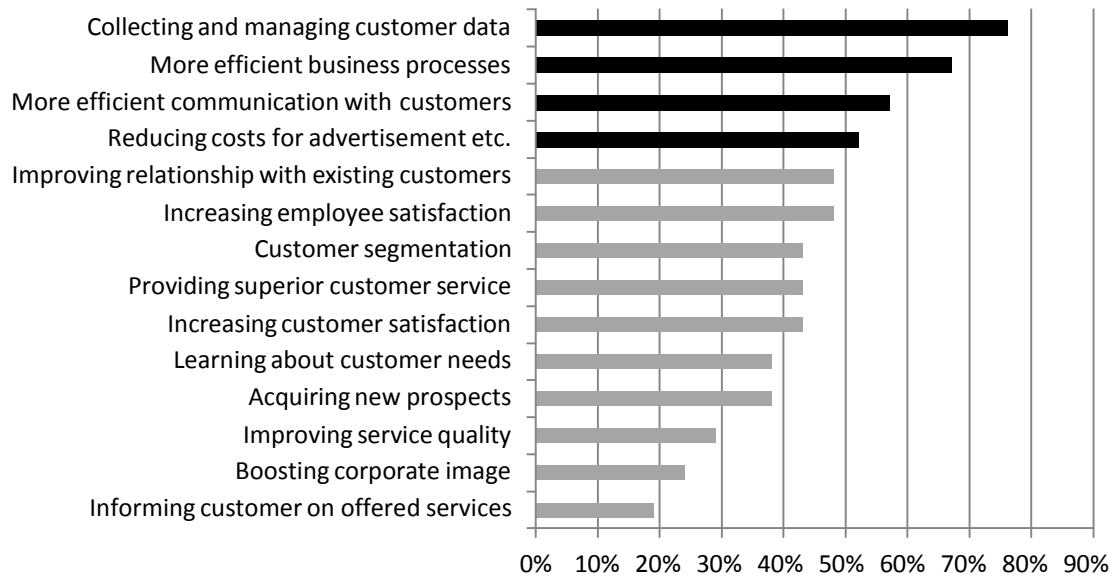 Collecting and managing customer data
More efficient business processes
More efficient communication with customers
Reducing costs for advertisement etc.
Improving relationship with existing customers
Increasing employee satisfaction
Customer segmentation
Providing superior customer service
Increasing customer satisfaction
Learning about customer needs
Acquiring new prospects
Improving service quality
Boosting corporate image
Informing customer on offered services
0% 10% 20% 30% 40% 50% 60% 70% 80% 90%